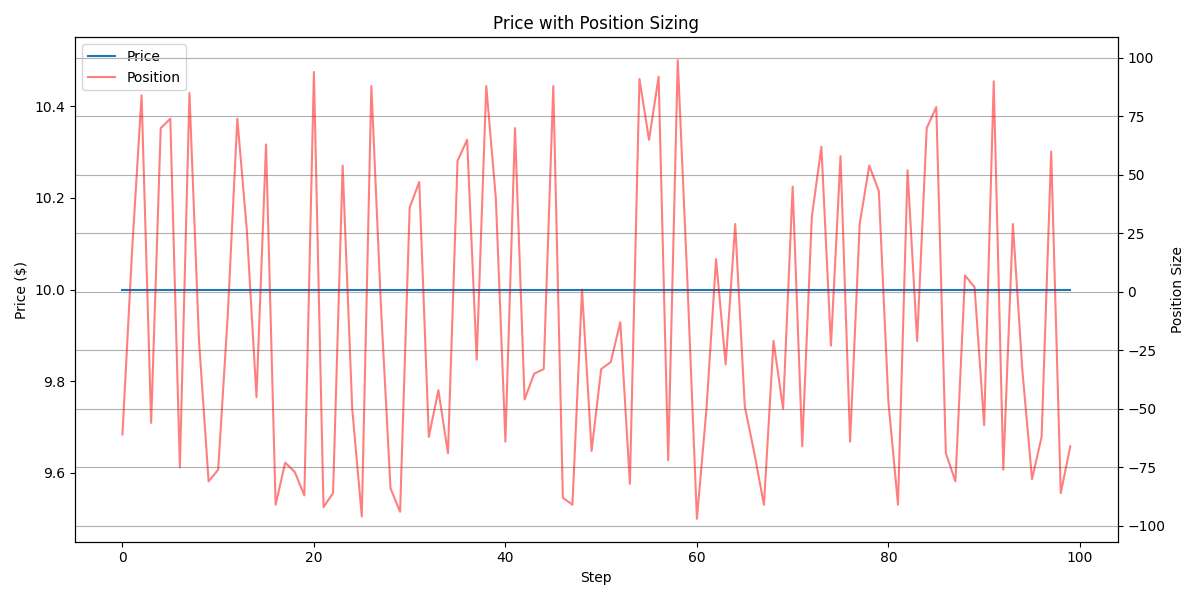 Price with Position Sizing
Price
Position
Price ($)
10.4
10.2
10.0
9.8
9.6
100
75
50
25
0
−25
−50
−75
−100
Position Size
0 20 40 60 80 100
Step